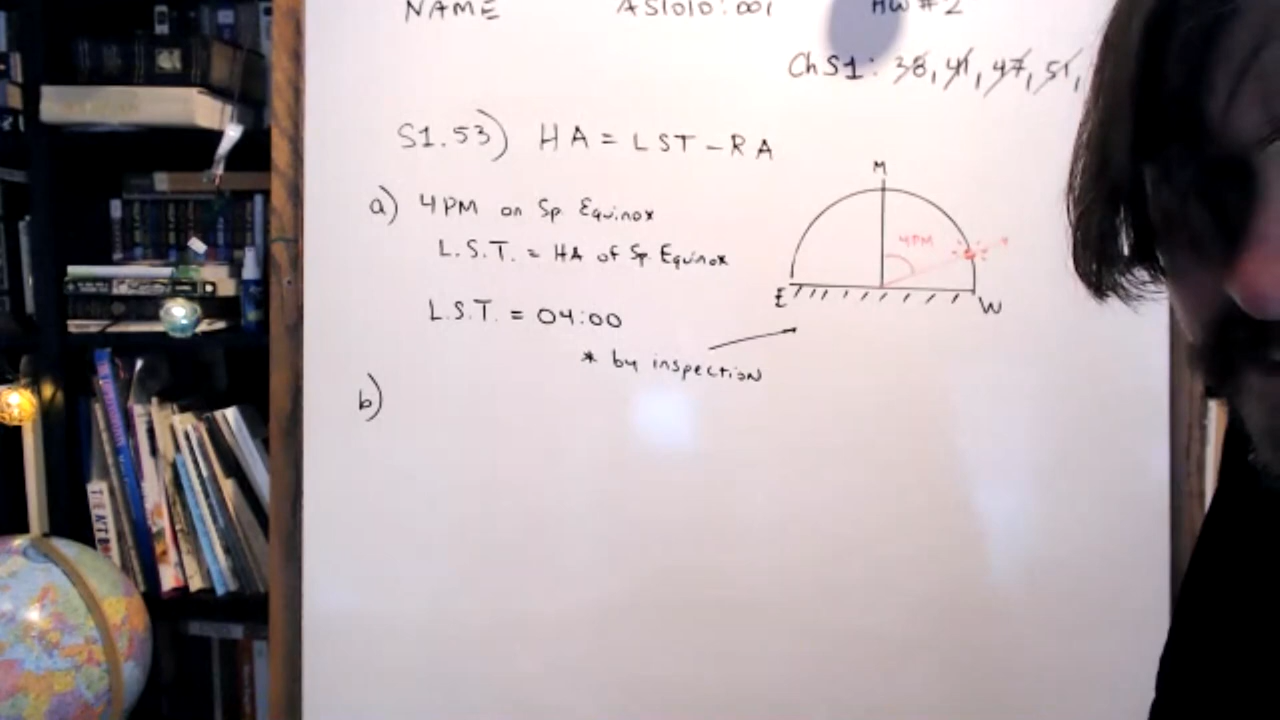 NAME AS1010:001 HW #2
ChS1: 38, 41, 47, 51,
S1.53) HA = LST - RA
a) 4PM on Sp. Equinox
L.S.T. = HA of Sp. Equinox
L.S.T. = 04:00
* by inspection
b)
M
4PM
E
W